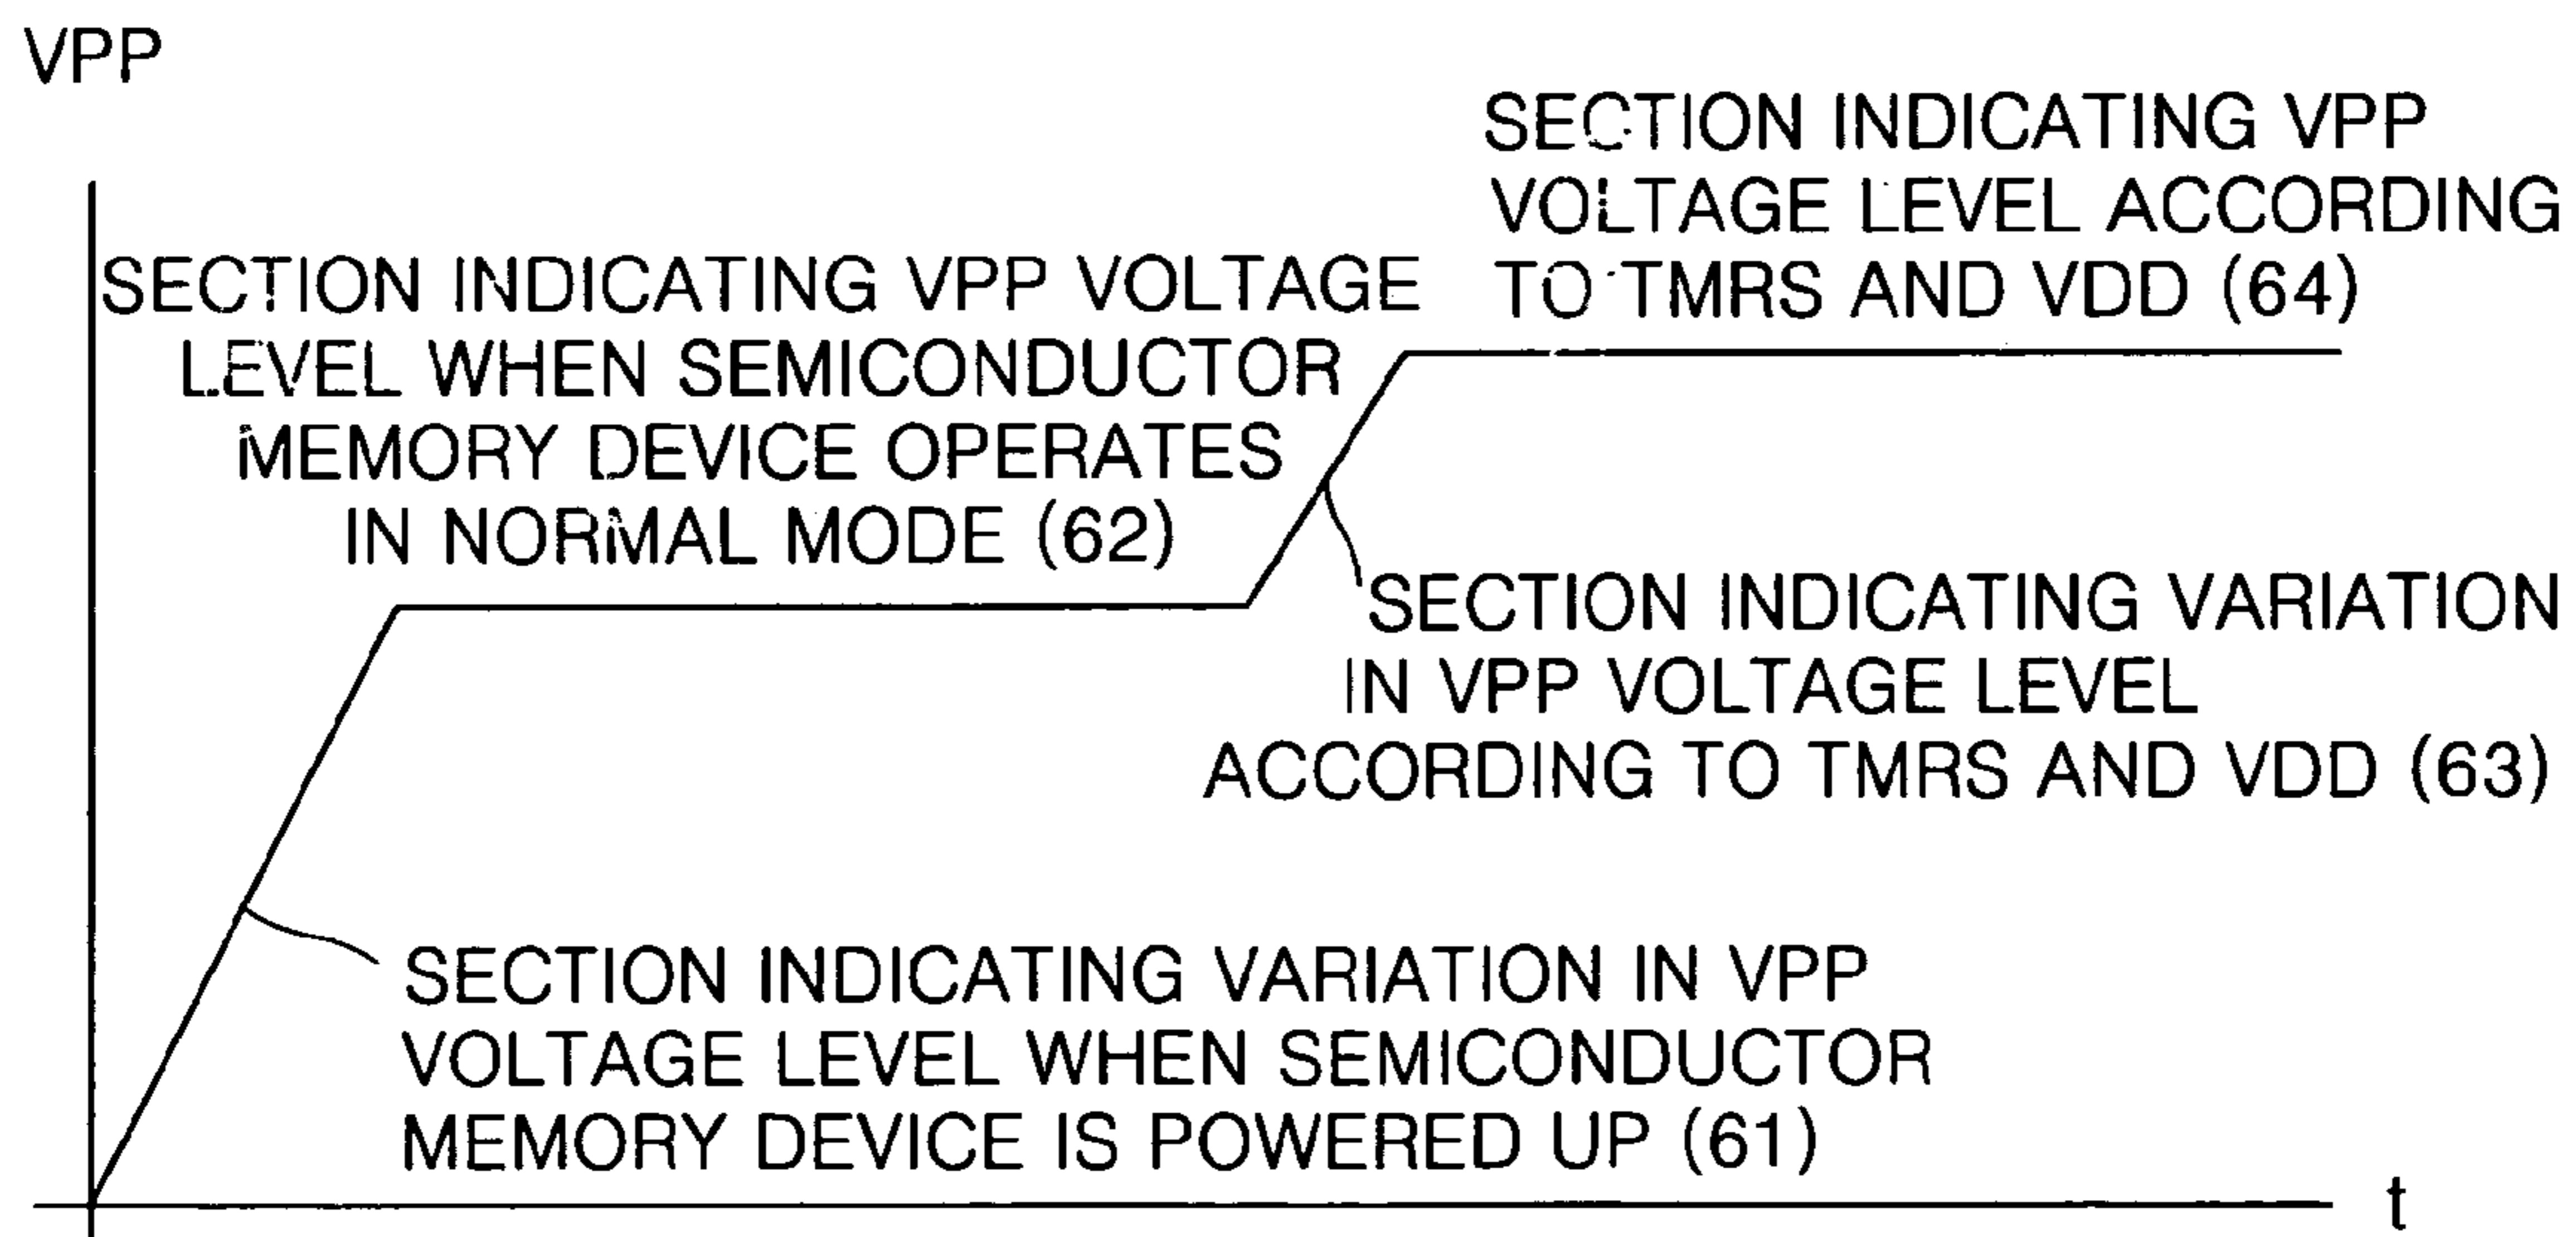 VPP
SECTION INDICATING VPP
VOLTAGE LEVEL ACCORDING
TO TMRS AND VDD (64)
SECTION INDICATING VPP VOLTAGE
LEVEL WHEN SEMICONDUCTOR
MEMORY DEVICE OPERATES
IN NORMAL MODE (62)
SECTION INDICATING VARIATION
IN VPP VOLTAGE LEVEL
ACCORDING TO TMRS AND VDD (63)
SECTION INDICATING VARIATION IN VPP
VOLTAGE LEVEL WHEN SEMICONDUCTOR
MEMORY DEVICE IS POWERED UP (61)
t